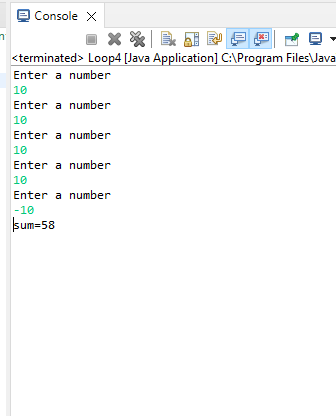 Console
<terminated> Loop4 [Java Application] C:\Program Files\Java
Enter a number
10
Enter a number
10
Enter a number
10
Enter a number
10
Enter a number
-10
sum=58